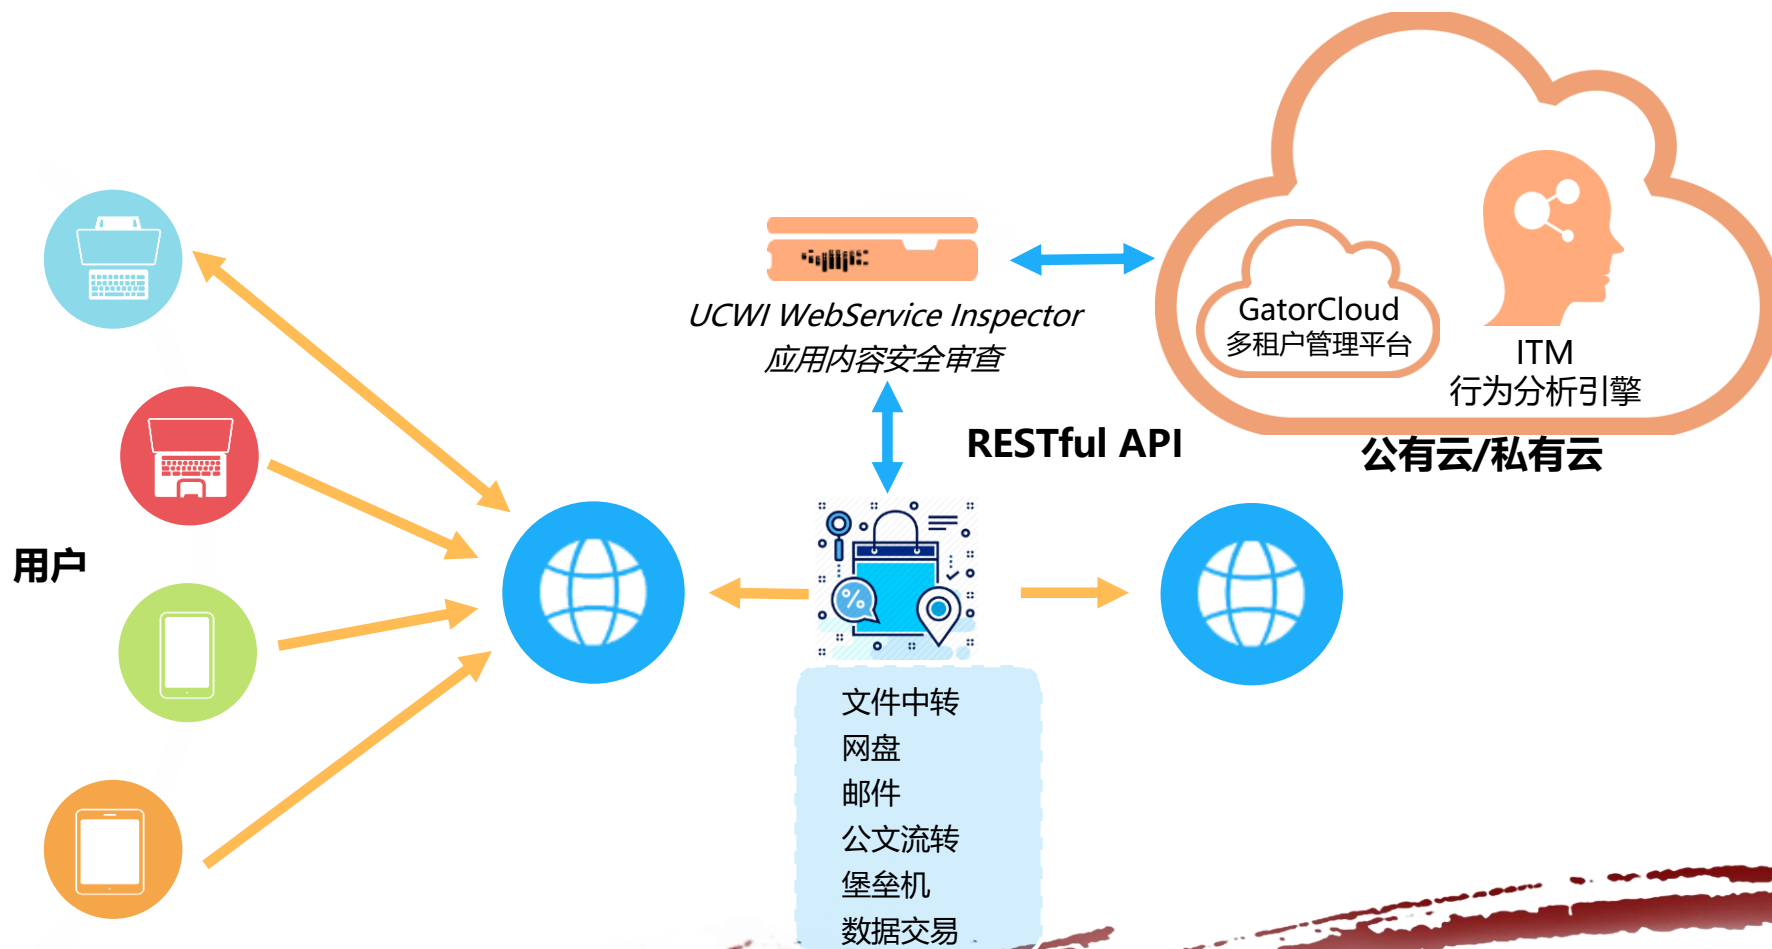 UCWI WebService Inspector
应用内容安全审查
GatorCloud
多租户管理平台
ITM
行为分析引擎
公有云/私有云
RESTful API
用户
%
文件中转
网盘
邮件
公文流转
堡垒机
数据交易